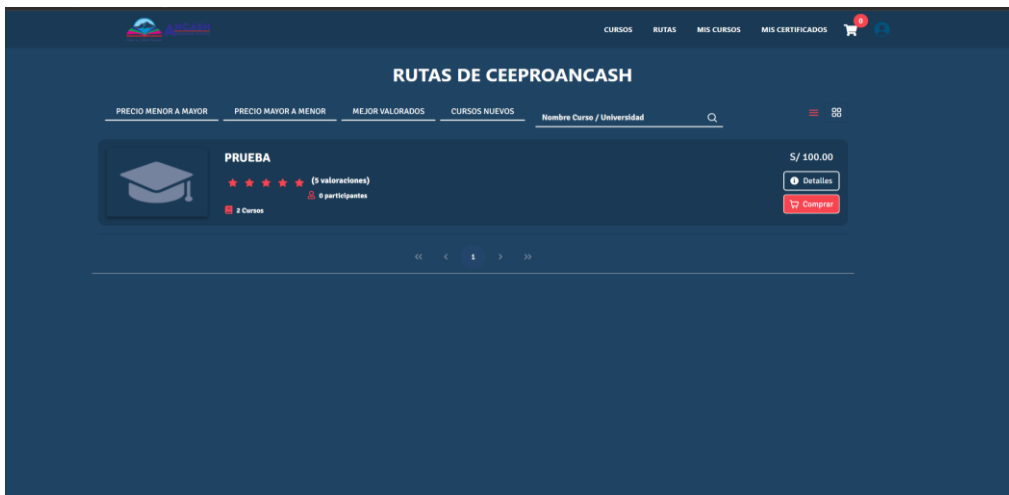 CURSOS RUTAS MIS CURSOS MIS CERTIFICADOS 0
RUTAS DE CEEPROANCASH
PRECIO MENOR A MAYOR PRECIO MAYOR A MENOR MEJOR VALORADOS CURSOS NUEVOS Nombre Curso / Universidad
PRUEBA
S/ 100.00
(5 valoraciones)
Detalles
0 participantes
Comprar
2 Cursos
<< < 1 > >>